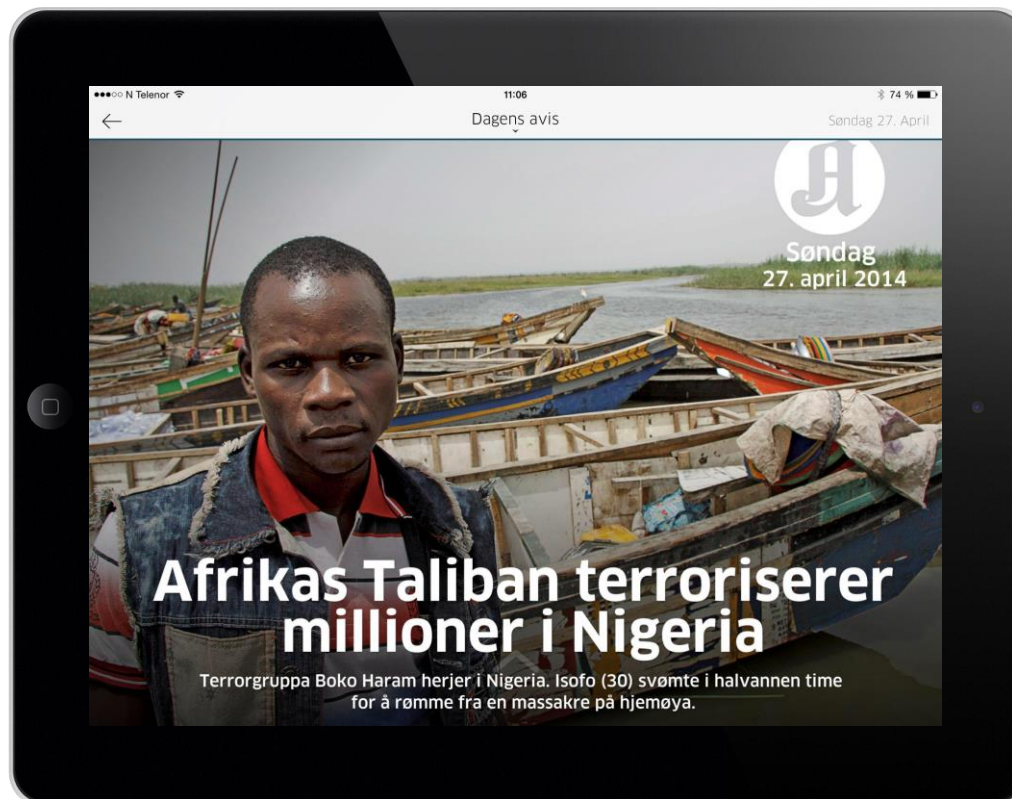 N Telenor 11:06 74 %
Dagens avis Søndag 27. April
A
Søndag
27. april 2014
Afrikas Taliban terroriserer
millioner i Nigeria
Terrorgruppa Boko Haram herjer i Nigeria. Isofo (30) svømte i halvannen time
for å rømme fra en massakre på hjemøya.